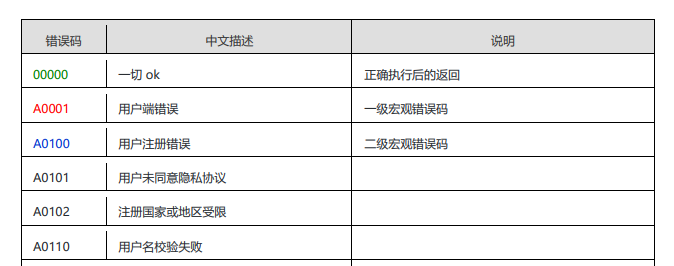 错误码 中文描述 说明
00000 一切 ok 正确执行后的返回
A0001 用户端错误 一级宏观错误码
A0100 用户注册错误 二级宏观错误码
A0101 用户未同意隐私协议
A0102 注册国家或地区受限
A0110 用户名校验失败